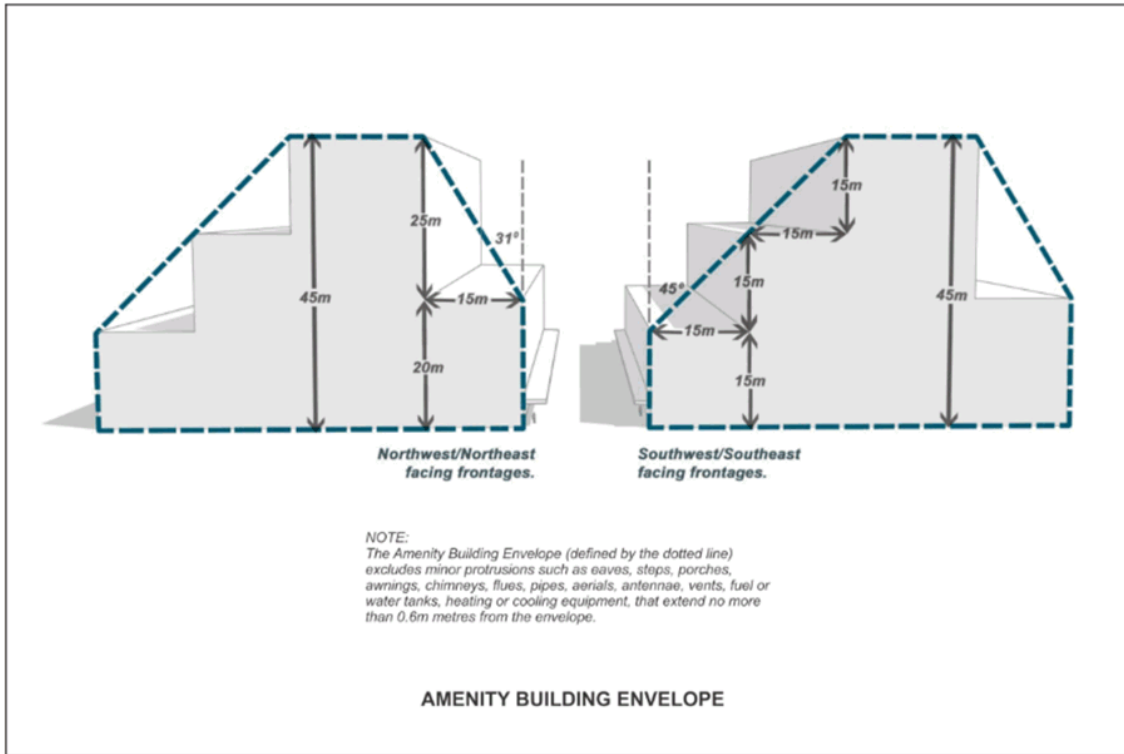 15m
25m
31º
15m
45º
15m
45m
15m
45m
15m
20m
15m
Northwest/Northeast
facing frontages.
Southwest/Southeast
facing frontages.
NOTE:
The Amenity Building Envelope (defined by the dotted line)
excludes minor protrusions such as eaves, steps, porches,
awnings, chimneys, flues, pipes, aerials, antennae, vents, fuel or
water tanks, heating or cooling equipment, that extend no more
than 0.6m metres from the envelope.
AMENITY BUILDING ENVELOPE